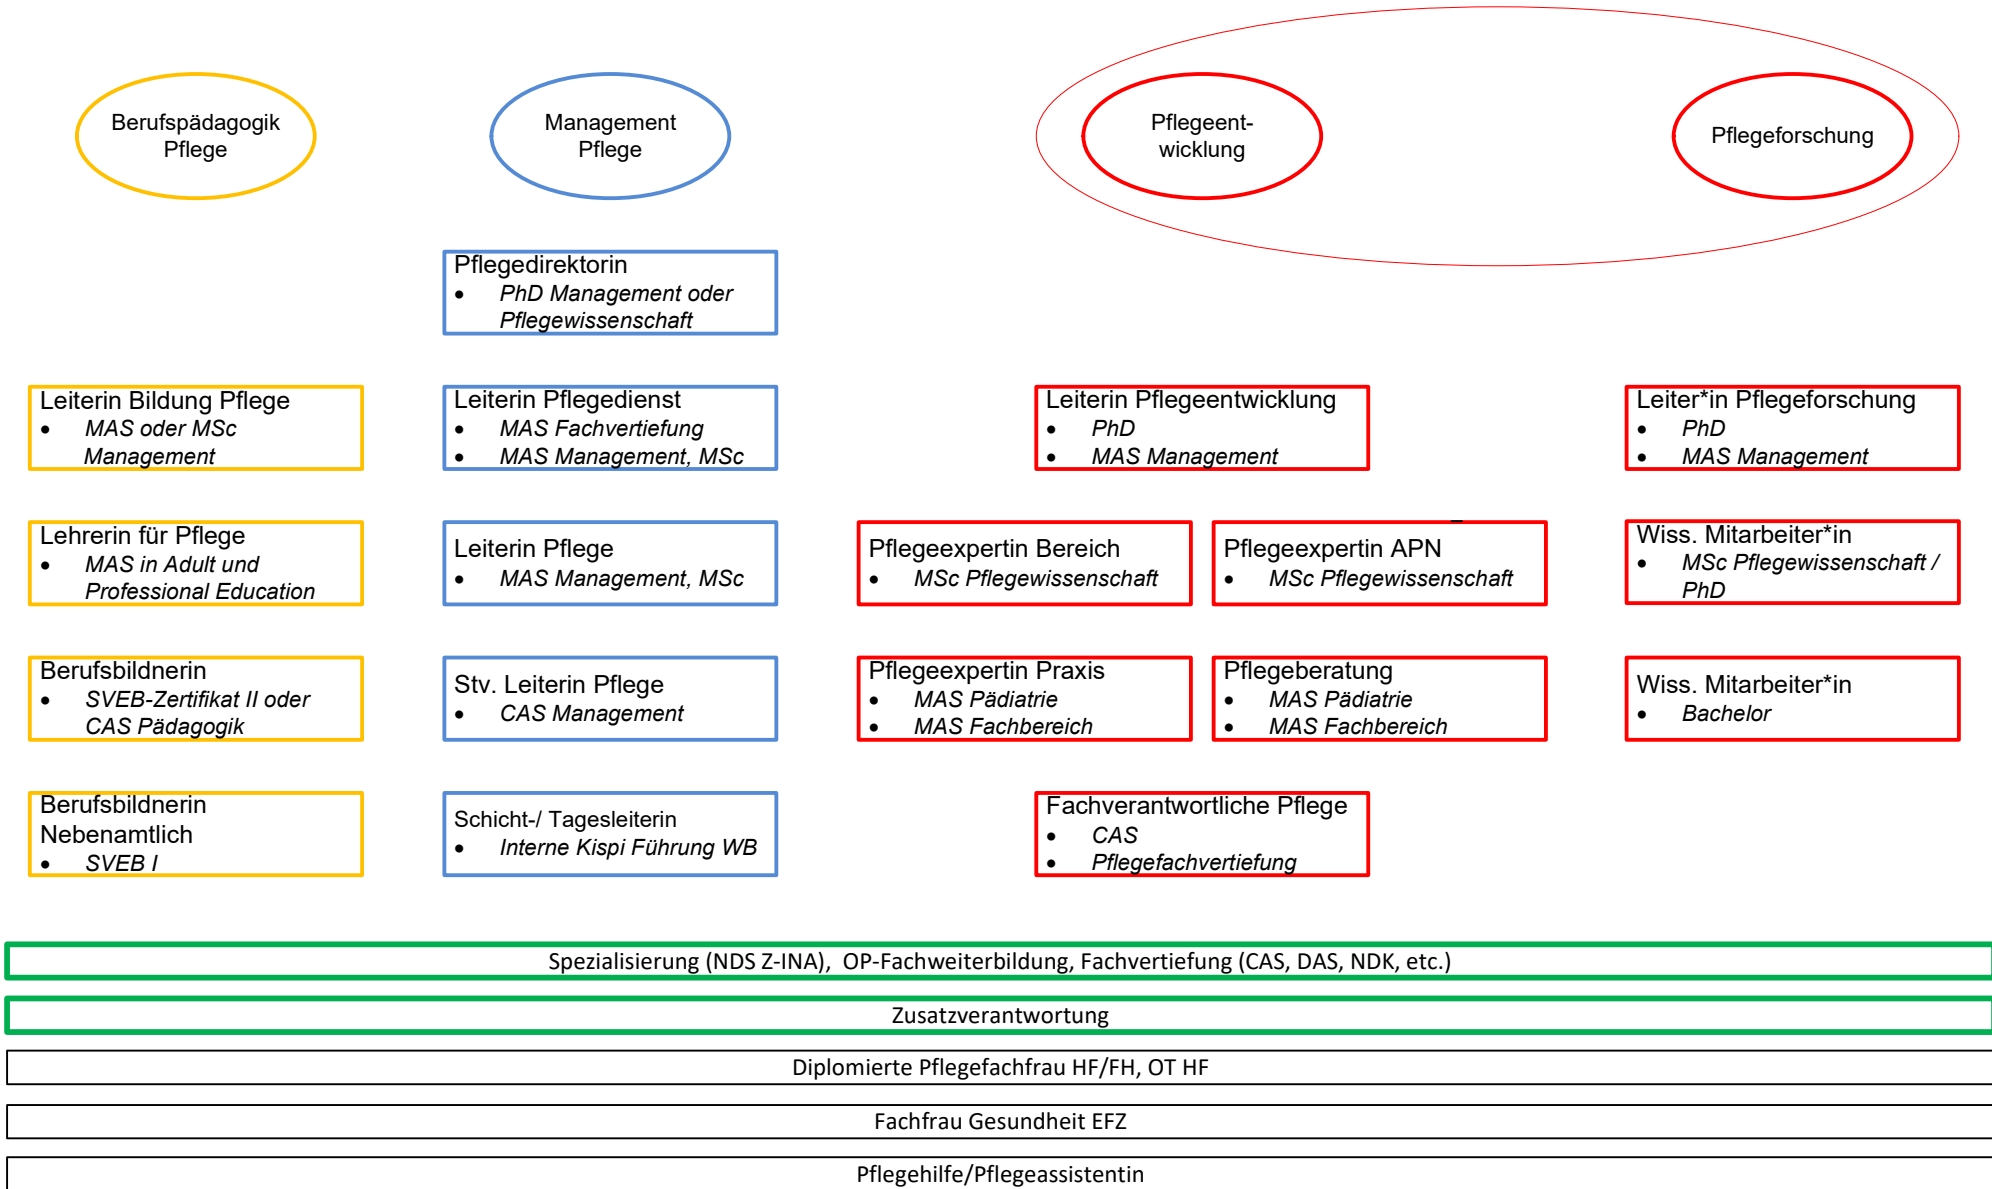 Berufspädagogik
Pflege
Management
Pflege
Pflegeent-
wicklung
Pflegeforschung
Pflegedirektorin
• PhD Management oder
Pflegewissenschaft
Leiterin Bildung Pflege
• MAS oder MSc
Management
Leiterin Pflegedienst
• MAS Fachvertiefung
• MAS Management, MSc
Leiterin Pflegeentwicklung
• PhD
• MAS Management
Leiter*in Pflegeforschung
• PhD
• MAS Management
Lehrerin für Pflege
• MAS in Adult und
Professional Education
Leiterin Pflege
• MAS Management, MSc
Pflegeexpertin Bereich
• MSc Pflegewissenschaft
Pflegeexpertin APN
• MSc Pflegewissenschaft
Wiss. Mitarbeiter*in
• MSc Pflegewissenschaft /
PhD
Berufsbildnerin
• SVEB-Zertifikat II oder
CAS Pädagogik
Stv. Leiterin Pflege
• CAS Management
Pflegeexpertin Praxis
• MAS Pädiatrie
• MAS Fachbereich
Pflegeberatung
• MAS Pädiatrie
• MAS Fachbereich
Wiss. Mitarbeiter*in
• Bachelor
Berufsbildnerin
Nebenamtlich
• SVEB I
Schicht-/ Tagesleiterin
• Interne Kispi Führung WB
Fachverantwortliche Pflege
• CAS
• Pflegefachvertiefung
Spezialisierung (NDS Z-INA), OP-Fachweiterbildung, Fachvertiefung (CAS, DAS, NDK, etc.)
Zusatzverantwortung
Diplomierte Pflegefachfrau HF/FH, OT HF
Fachfrau Gesundheit EFZ
Pflegehilfe/Pflegeassistentin